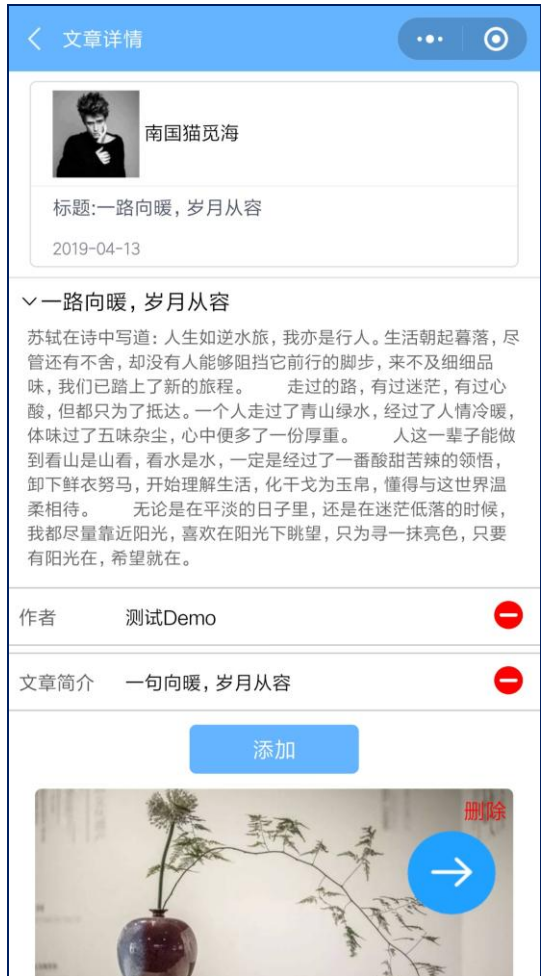 文章详情
南国猫觅海
标题:一路向暖，岁月从容
2019-04-13
一路向暖，岁月从容
苏轼在诗中写道：人生如逆水旅，我亦是行人。生活朝起暮落，尽
管还有不舍，却没有人能够阻挡它前行的脚步，来不及细细品
味，我们已踏上了新的旅程。 走过的路，有过迷茫，有过心
酸，但都只为了抵达。一个人走过了青山绿水，经过了人情冷暖，
体味过了五味杂尘，心中便多了一份厚重。 人这一辈子能做
到看山是山看，看水是水，一定是经过了一番酸甜苦辣的领悟，
卸下鲜衣努马，开始理解生活，化干戈为玉帛，懂得与这世界温
柔相待。 无论是在平淡的日子里，还是在迷茫低落的时候，
我都尽量靠近阳光，喜欢在阳光下眺望，只为寻一抹亮色，只要
有阳光在，希望就在。
作者 测试Demo
文章简介 一句向暖，岁月从容
添加
删除